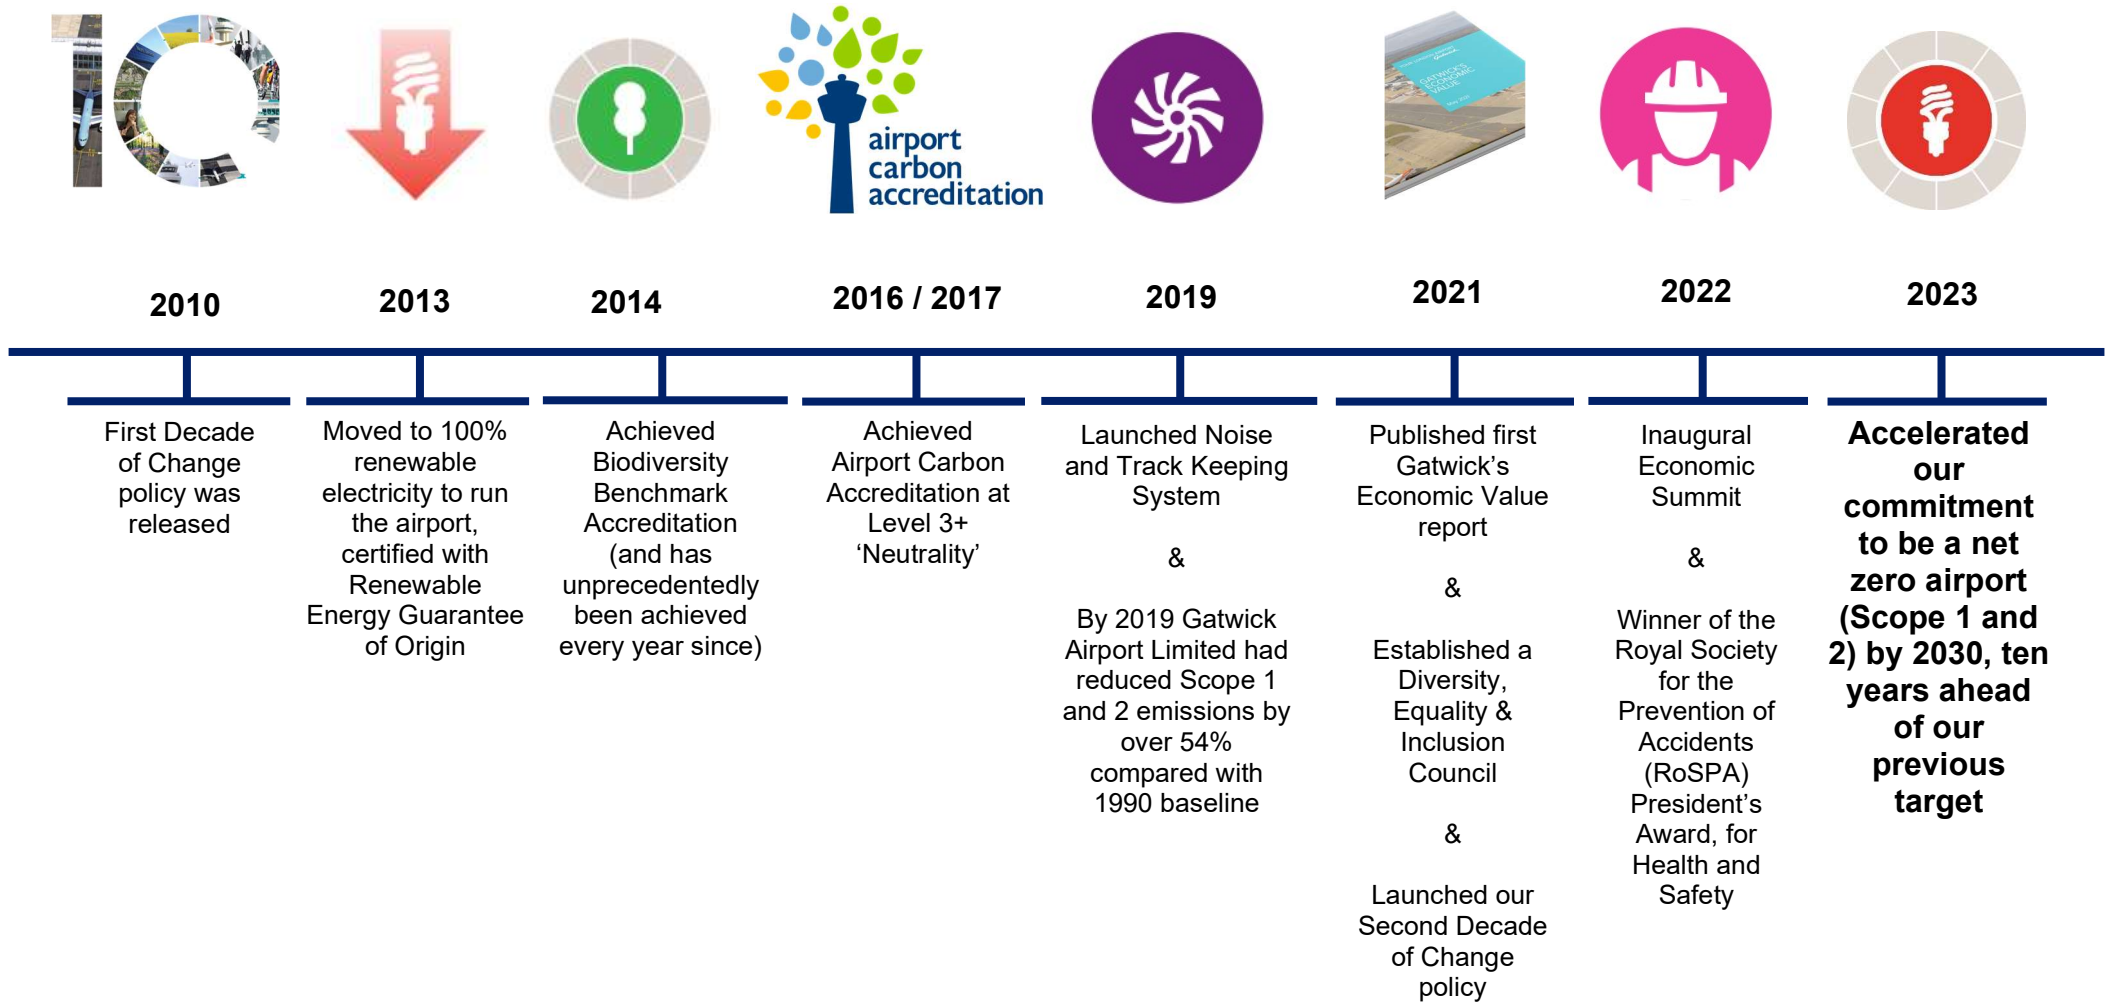 10
airport
carbon
accreditation
GATWICK'S
ECONOMIC
VALUE
2010
2013
2014
2016 / 2017
2019
2021
2022
2023
First Decade
of Change
policy was
released
Moved to 100%
renewable
electricity to run
the airport,
certified with
Renewable
Energy Guarantee
of Origin
Achieved
Biodiversity
Benchmark
Accreditation
(and has
unprecedentedly
been achieved
every year since)
Achieved
Airport Carbon
Accreditation at
Level 3+
‘Neutrality’
Launched Noise
and Track Keeping
System
&
By 2019 Gatwick
Airport Limited had
reduced Scope 1
and 2 emissions by
over 54%
compared with
1990 baseline
Published first
Gatwick’s
Economic Value
report
&
Established a
Diversity,
Equality &
Inclusion
Council
&
Launched our
Second Decade
of Change
policy
Inaugural
Economic
Summit
&
Winner of the
Royal Society
for the
Prevention of
Accidents
(RoSPA)
President’s
Award, for
Health and
Safety
Accelerated
our
commitment
to be a net
zero airport
(Scope 1 and
2) by 2030, ten
years ahead
of our
previous
target